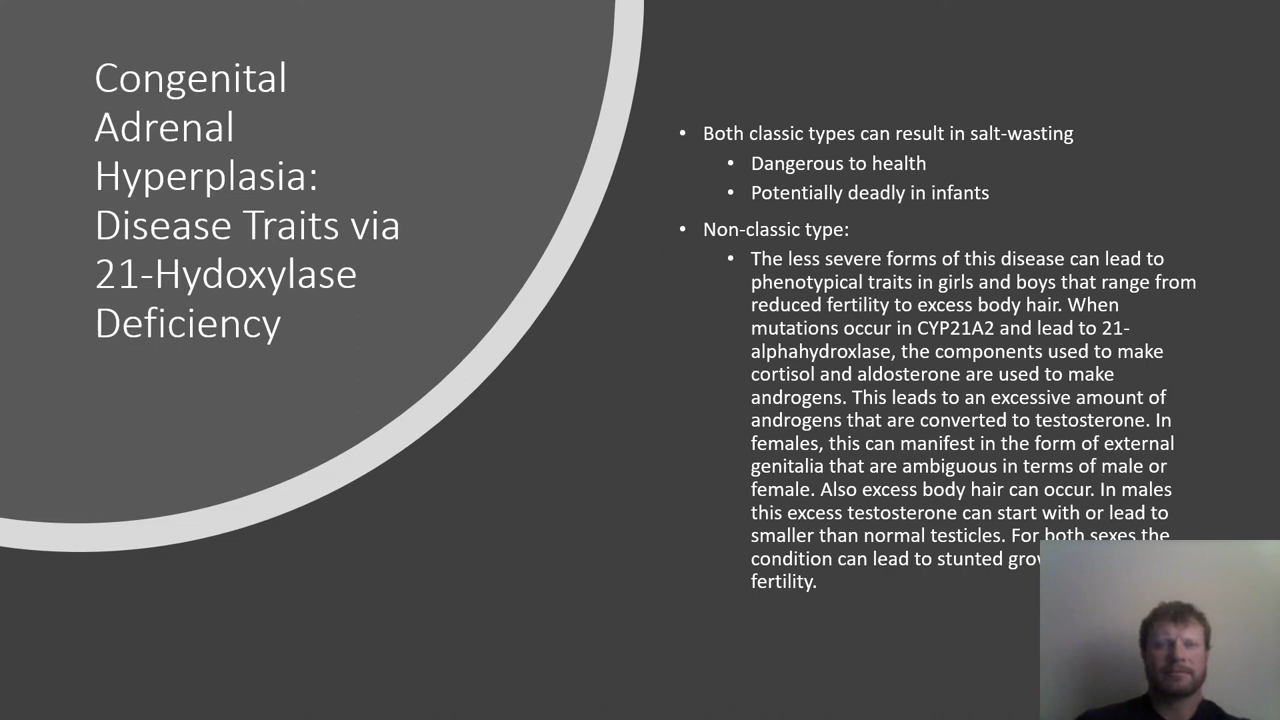 Congenital
Adrenal
Hyperplasia:
Disease Traits via
21-Hydoxylase
Deficiency
• Both classic types can result in salt-wasting
• Dangerous to health
• Potentially deadly in infants
• Non-classic type:
• The less severe forms of this disease can lead to
phenotypical traits in girls and boys that range from
reduced fertility to excess body hair. When
mutations occur in CYP21A2 and lead to 21-
alphahydroxlase, the components used to make
cortisol and aldosterone are used to make
androgens. This leads to an excessive amount of
androgens that are converted to testosterone. In
females, this can manifest in the form of external
genitalia that are ambiguous in terms of male or
female. Also excess body hair can occur. In males
this excess testosterone can start with or lead to
smaller than normal testicles. For both sexes the
condition can lead to stunted
fertility.